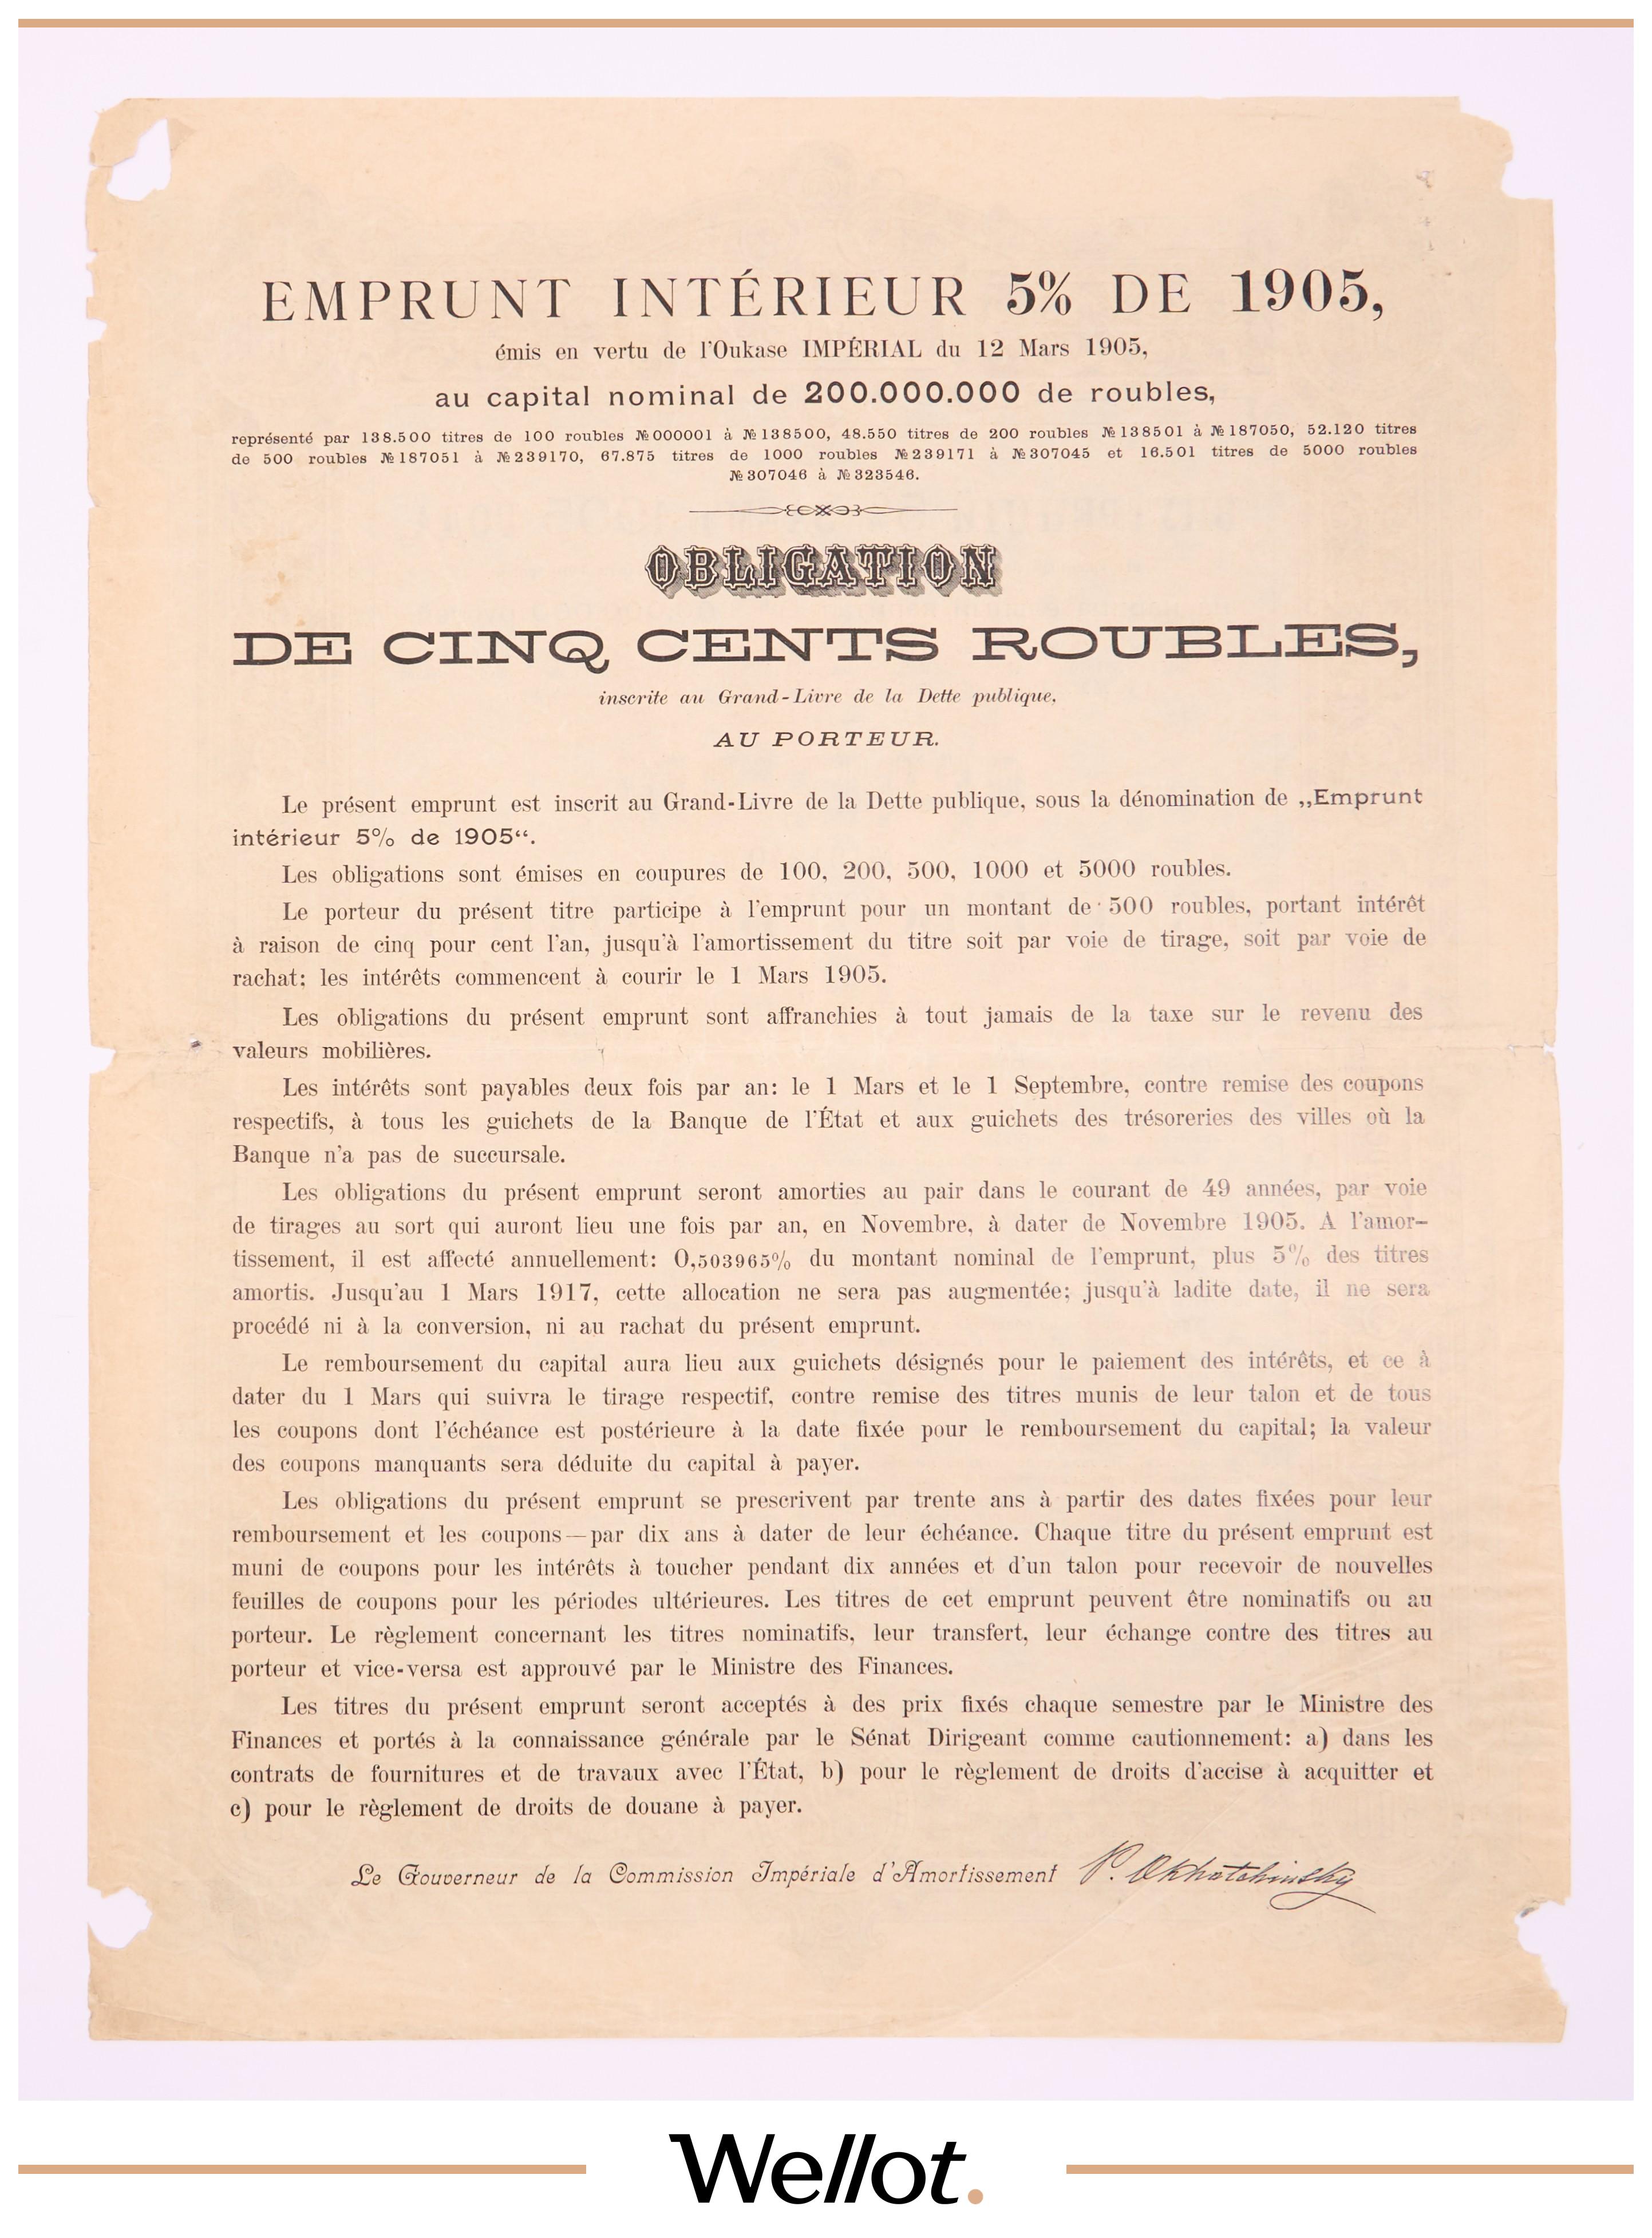 EMPRUNT INTÉRIEUR 5% DE 1905,
émis en vertu de l'Oukase IMPÉRIAL du 12 Mars 1905,
au capital nominal de 200.000.000 de roubles,
représenté par 138.500 titres de 100 roubles №000001 à №138500, 48.550 titres de 200 roubles №138501 à №187050, 52.120 titres
de 500 roubles №187051 à №239170, 67.875 titres de 1000 roubles №239171 à №307045 et 16.501 titres de 5000 roubles
№307046 à №323546.
OBLIGATION
DE CINQ CENTS ROUBLES,
inscrite au Grand-Livre de la Dette publique,
AU PORTEUR.
Le présent emprunt est inscrit au Grand-Livre de la Dette publique, sous la dénomination de „Emprunt
intérieur 5% de 1905“.
Les obligations sont émises en coupures de 100, 200, 500, 1000 et 5000 roubles.
Le porteur du présent titre participe à l'emprunt pour un montant de 500 roubles, portant intérêt
à raison de cinq pour cent l'an, jusqu'à l'amortissement du titre soit par voie de tirage, soit par voie de
rachat; les intérêts commencent à courir le 1 Mars 1905.
Les obligations du présent emprunt sont affranchies à tout jamais de la taxe sur le revenu des
valeurs mobilières.
Les intérêts sont payables deux fois par an: le 1 Mars et le 1 Septembre, contre remise des coupons
respectifs, à tous les guichets de la Banque de l'État et aux guichets des trésoreries des villes où la
Banque n'a pas de succursale.
Les obligations du présent emprunt seront amorties au pair dans le courant de 49 années, par voie
de tirages au sort qui auront lieu une fois par an, en Novembre, à dater de Novembre 1905. A l'amor-
tissement, il est affecté annuellement: 0,503965% du montant nominal de l'emprunt, plus 5% des titres
amortis. Jusqu'au 1 Mars 1917, cette allocation ne sera pas augmentée; jusqu'à ladite date, il ne sera
procédé ni à la conversion, ni au rachat du présent emprunt.
Le remboursement du capital aura lieu aux guichets désignés pour le paiement des intérêts, et ce à
dater du 1 Mars qui suivra le tirage respectif, contre remise des titres munis de leur talon et de tous
les coupons dont l'échéance est postérieure à la date fixée pour le remboursement du capital; la valeur
des coupons manquants sera déduite du capital à payer.
Les obligations du présent emprunt se prescrivent par trente ans à partir des dates fixées pour leur
remboursement et les coupons—par dix ans à dater de leur échéance. Chaque titre du présent emprunt est
muni de coupons pour les intérêts à toucher pendant dix années et d'un talon pour recevoir de nouvelles
feuilles de coupons pour les périodes ultérieures. Les titres de cet emprunt peuvent être nominatifs ou au
porteur. Le règlement concernant les titres nominatifs, leur transfert, leur échange contre des titres au
porteur et vice-versa est approuvé par le Ministre des Finances.
Les titres du présent emprunt seront acceptés à des prix fixés chaque semestre par le Ministre des
Finances et portés à la connaissance générale par le Sénat Dirigeant comme cautionnement: a) dans les
contrats de fournitures et de travaux avec l'État, b) pour le règlement de droits d'accise à acquitter et
c) pour le règlement de droits de douane à payer.
Le Gouverneur de la Commission Impériale d'Amortissement P. Okhotchinsky
Wellot.